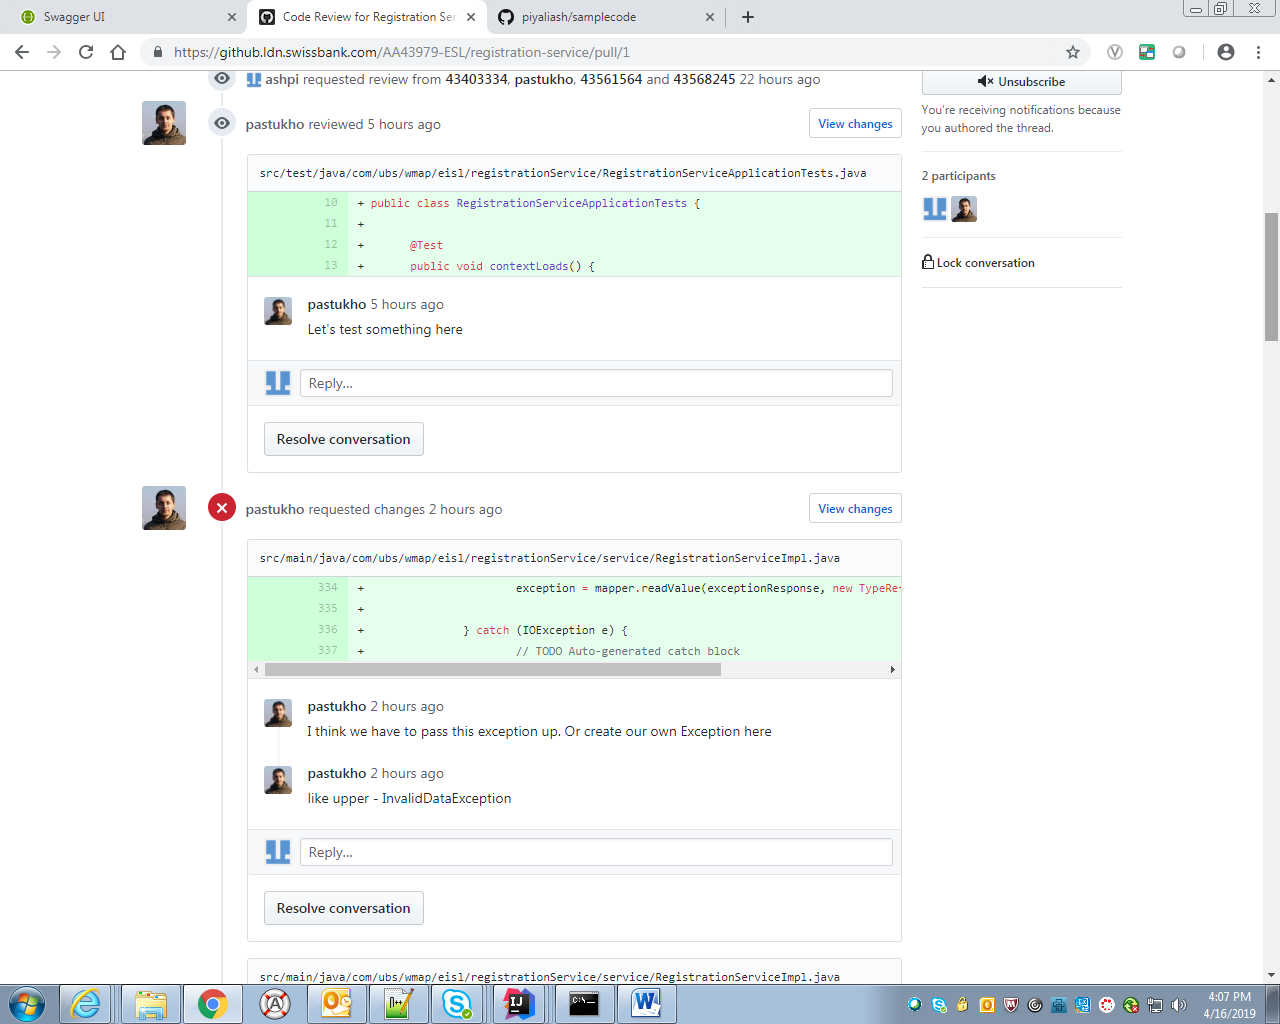 Swagger UI
Code Review for Registration Ser
piyaliash/samplecode
https://github.ldn.swissbank.com/AA43979-ESL/registration-service/pull/1
ashpi requested review from 43403334, pastukho, 43561564 and 43568245 22 hours ago
Unsubscribe
You're receiving notifications because
you authored the thread.
pastukho reviewed 5 hours ago
View changes
src/test/java/com/ubs/wmap/eisl/registrationService/RegistrationServiceApplicationTests.java
2 participants
10 + public class RegistrationServiceApplicationTests {
11 +
12 + @Test
13 + public void contextLoads() {
Lock conversation
pastukho 5 hours ago
Let's test something here
Reply...
Resolve conversation
pastukho requested changes 2 hours ago
View changes
src/main/java/com/ubs/wmap/eisl/registrationService/service/RegistrationServiceImpl.java
334 + exception = mapper.readValue(exceptionResponse, new TypeRe
335 +
336 + } catch (IOException e) {
337 + // TODO Auto-generated catch block
pastukho 2 hours ago
I think we have to pass this exception up. Or create our own Exception here
pastukho 2 hours ago
like upper - InvalidDataException
Reply...
Resolve conversation
src/main/java/com/ubs/wmap/eisl/registrationService/service/RegistrationServiceImpl.java
4:07 PM
4/16/2019